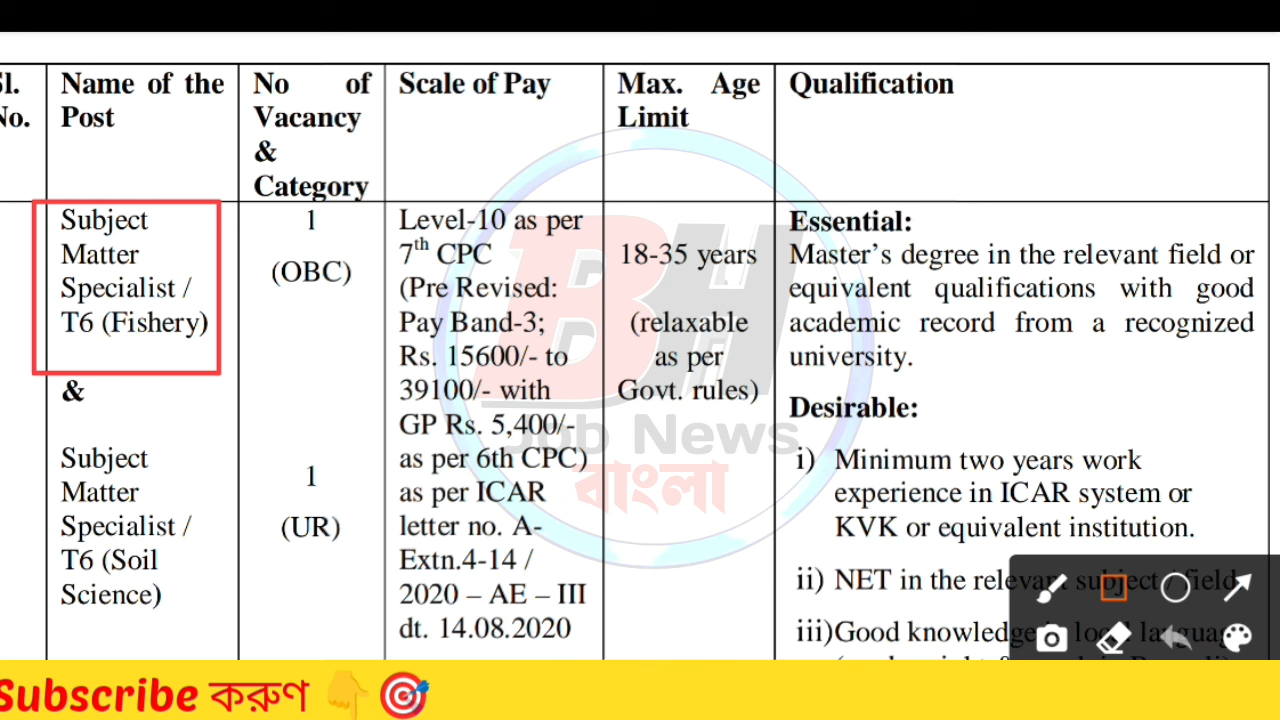 Sl. No.
Name of the Post
No of Vacancy & Category
Scale of Pay
Max. Age Limit
Qualification
Subject
Matter
Specialist /
T6 (Fishery)
&
Subject
Matter
Specialist /
T6 (Soil
Science)
1
(OBC)
1
(UR)
Level-10 as per
7th CPC
(Pre Revised:
Pay Band-3;
Rs. 15600/- to
39100/- with
GP Rs. 5,400/-
as per 6th CPC)
as per ICAR
letter no. A-
Extn.4-14 /
2020 – AE – III
dt. 14.08.2020
18-35 years
(relaxable
as per
Govt. rules)
Essential:
Master's degree in the relevant field or
equivalent qualifications with good
academic record from a recognized
university.
Desirable:
i) Minimum two years work
experience in ICAR system or
KVK or equivalent institution.
ii) NET in the relevant subject / field
iii)Good knowledge in local language
BH
Job News
বাংলা
Subscribe করুণ